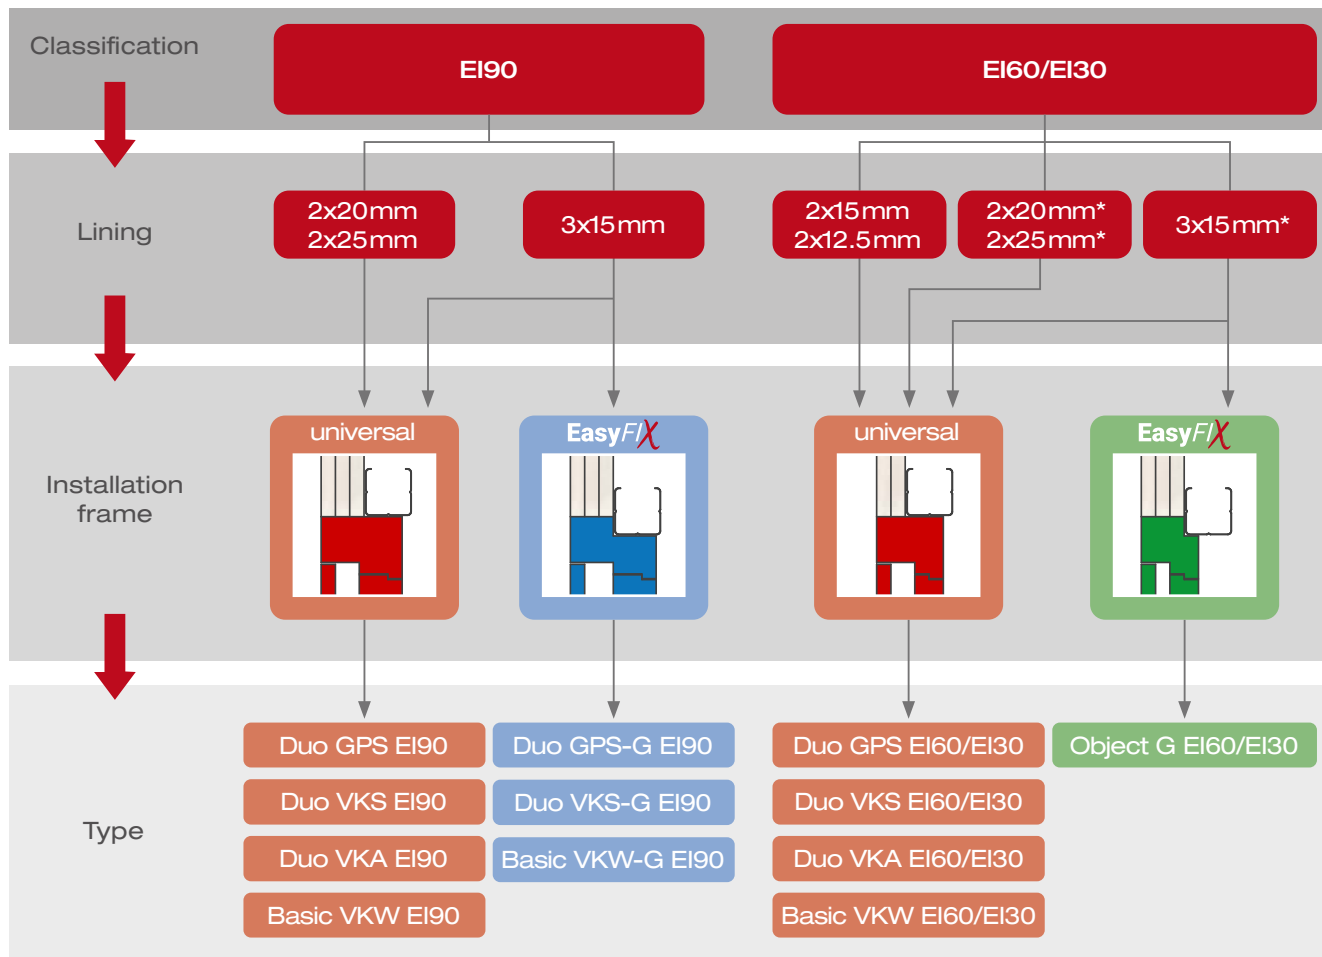 Classification
EI90
EI60/EI30
Lining
2x20mm
2x25mm
3x15mm
2x15mm
2x12.5mm
2x20mm*
2x25mm*
3x15mm*
Installation
frame
universal
EasyFIX
universal
EasyFIX
Type
Duo GPS EI90
Duo VKS EI90
Duo VKA EI90
Basic VKW EI90
Duo GPS-G EI90
Duo VKS-G EI90
Basic VKW-G EI90
Duo GPS EI60/EI30
Duo VKS EI60/EI30
Duo VKA EI60/EI30
Basic VKW EI60/EI30
Object G EI60/EI30